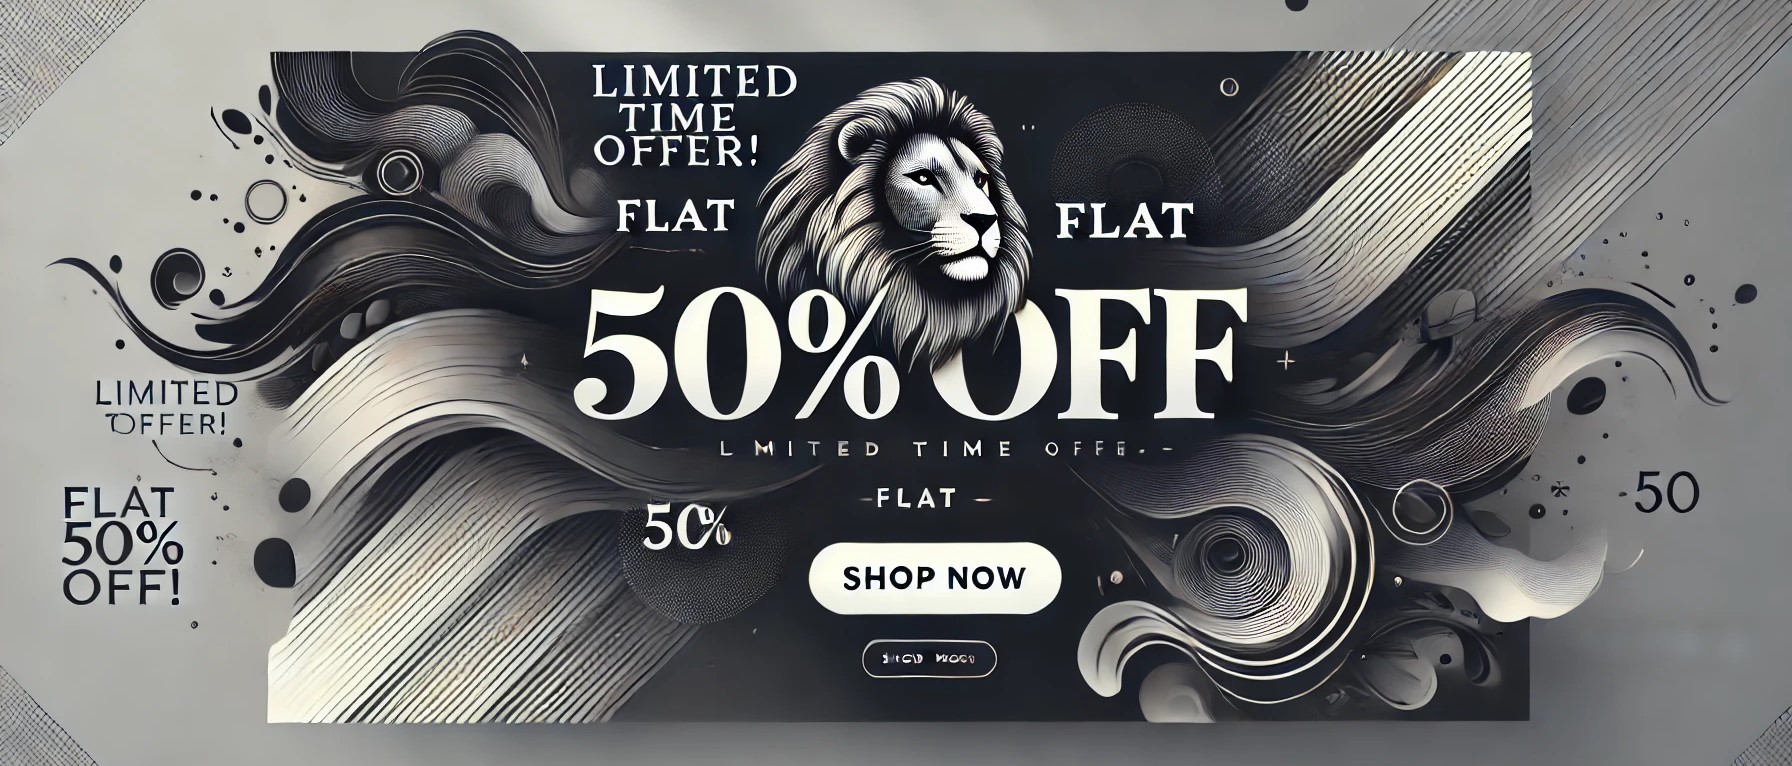 LIMITED
TIME
OFFER!
FLAT
FLAT
50% OFF
L MITED TIME OFFE
FLAT
50%
SHOP NOW
LIMITED
OFFER!
FLAT
50%
OFF!
50